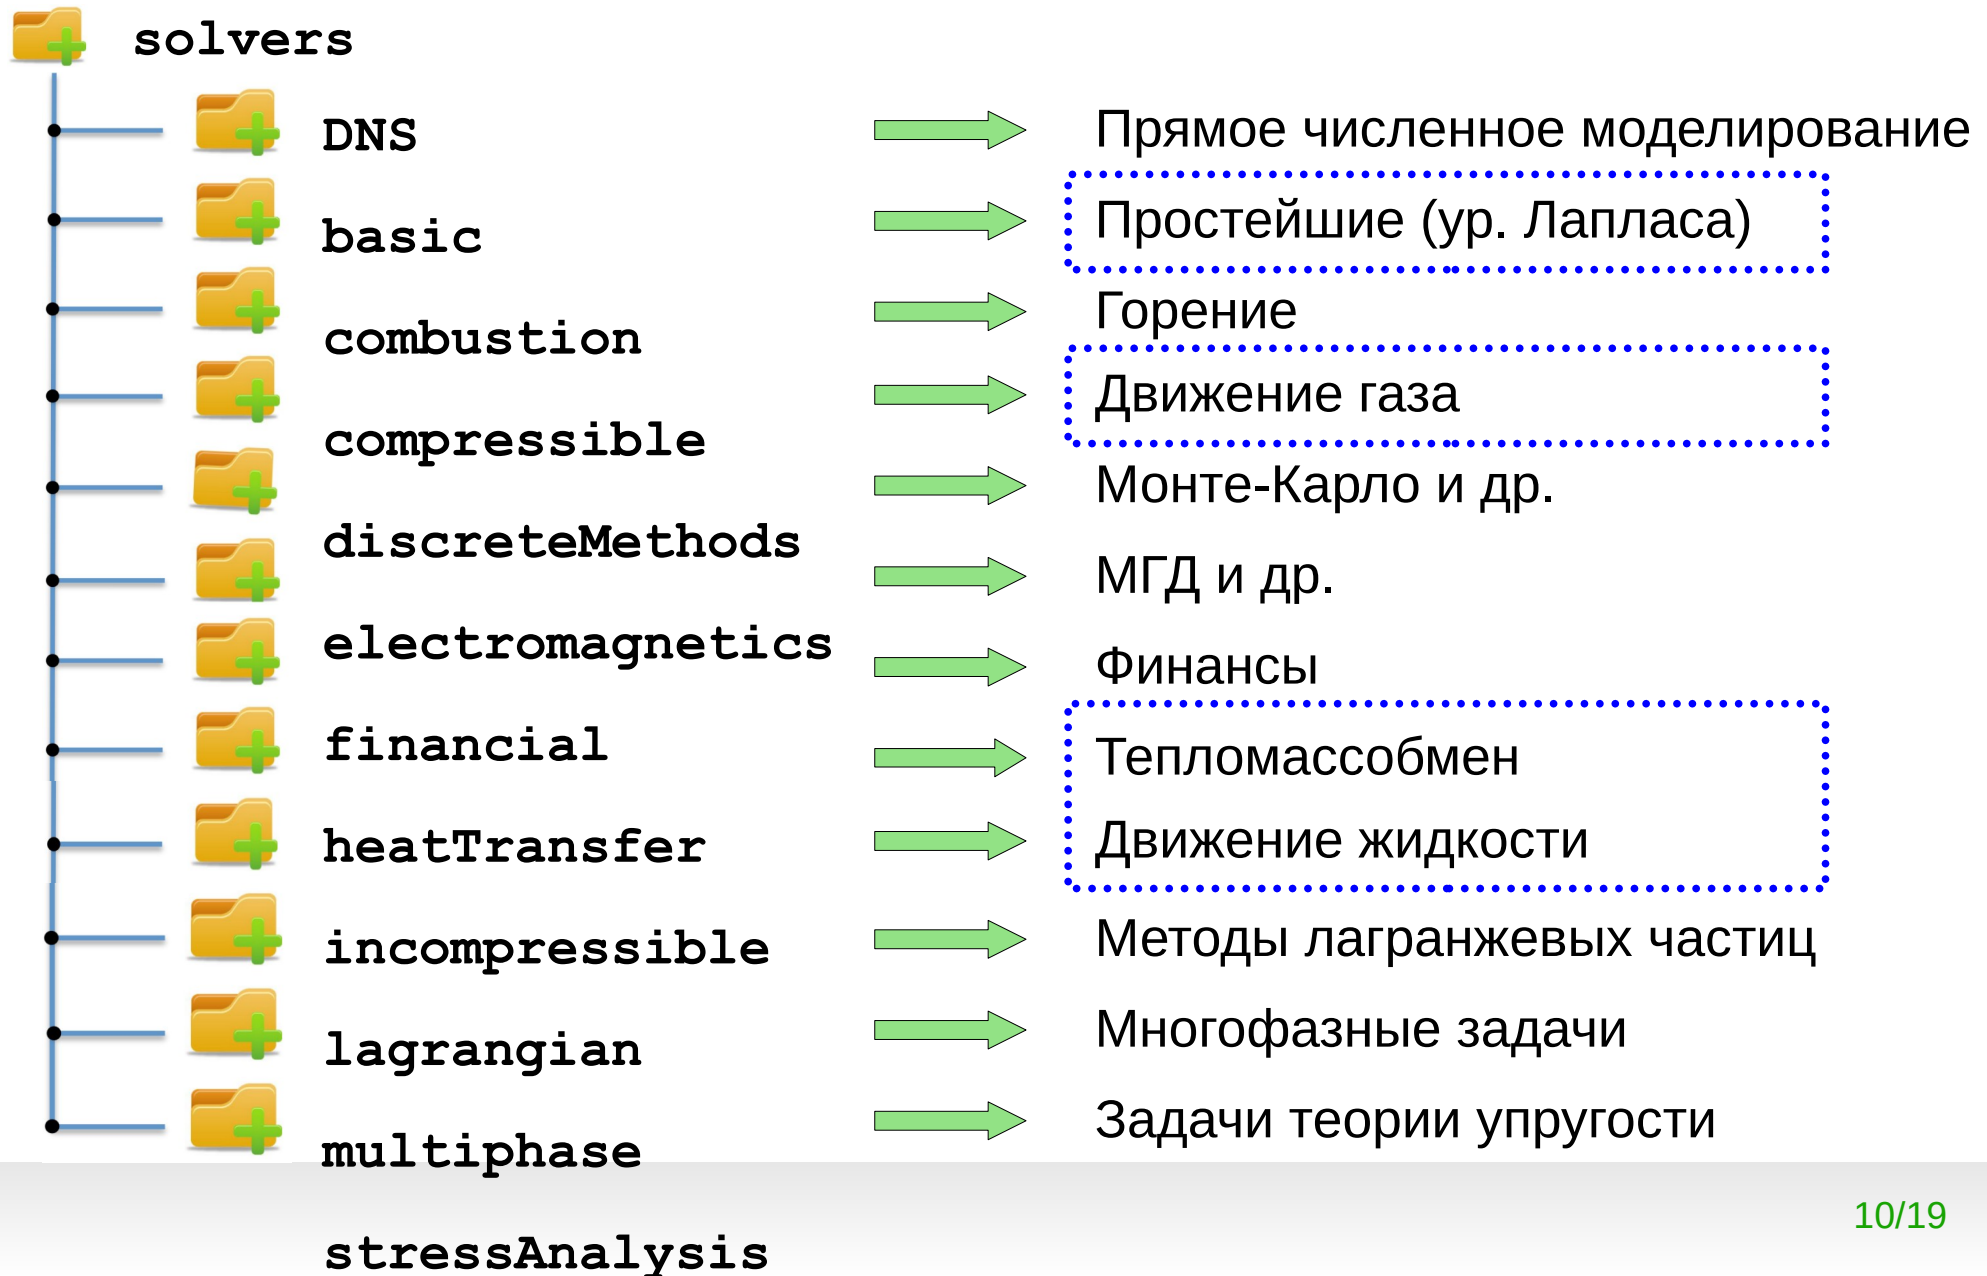 solvers
DNS
Прямое численное моделирование
basic
Простейшие (ур. Лапласа)
combustion
Горение
compressible
Движение газа
discreteMethods
Монте-Карло и др.
electromagnetics
МГД и др.
financial
Финансы
heatTransfer
Тепломассобмен
incompressible
Движение жидкости
lagrangian
Методы лагранжевых частиц
multiphase
Многофазные задачи
stressAnalysis
Задачи теории упругости
10/19